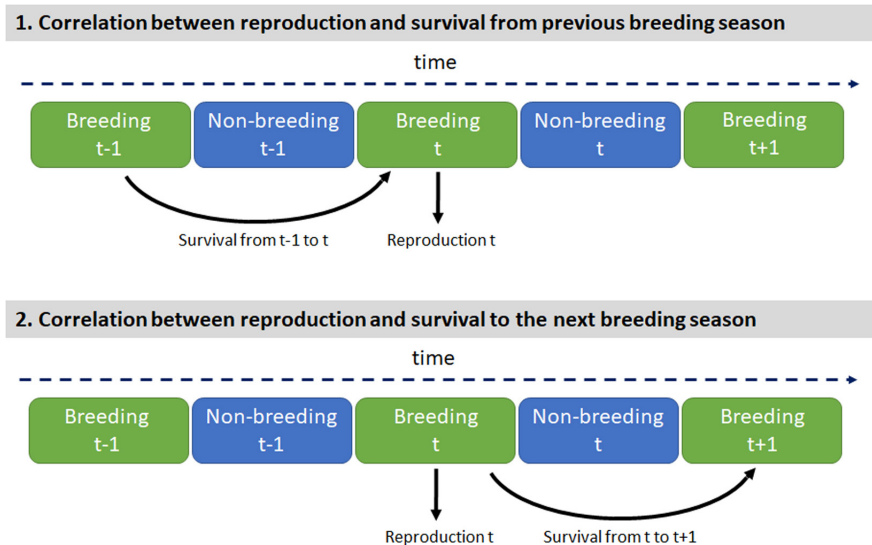 1. Correlation between reproduction and survival from previous breeding season
time
Breeding
t-1
Non-breeding
t-1
Breeding
t
Non-breeding
t
Breeding
t+1
Survival from t-1 to t
Reproduction t
2. Correlation between reproduction and survival to the next breeding season
time
Breeding
t-1
Non-breeding
t-1
Breeding
t
Non-breeding
t
Breeding
t+1
Reproduction t
Survival from t to t+1